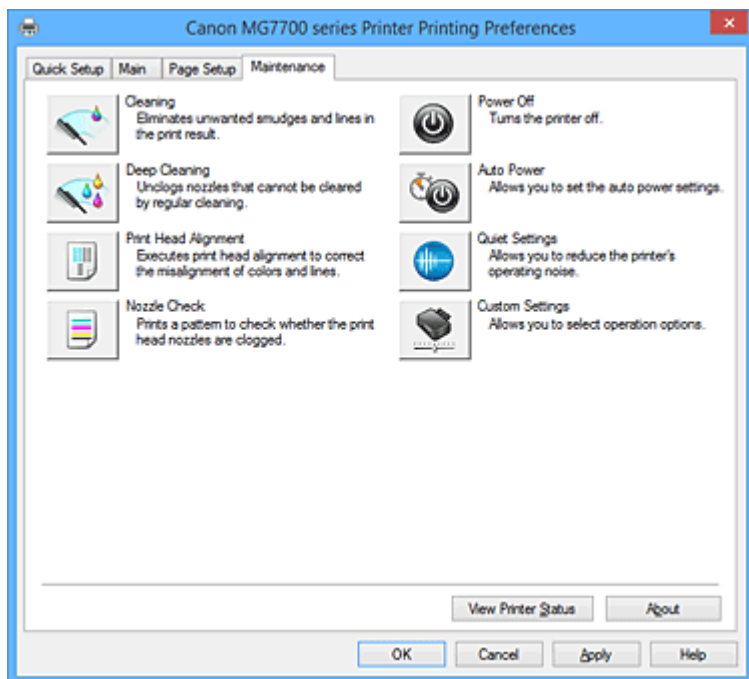 Canon MG7700 series Printer Printing Preferences
Quick Setup
Main
Page Setup
Maintenance
Cleaning
Eliminates unwanted smudges and lines in
the print result.
Deep Cleaning
Unclogs nozzles that cannot be cleared
by regular cleaning.
Print Head Alignment
Executes print head alignment to correct
the misalignment of colors and lines.
Nozzle Check
Prints a pattern to check whether the print
head nozzles are clogged.
Power Off
Turns the printer off.
Auto Power
Allows you to set the auto power settings.
Quiet Settings
Allows you to reduce the printer's
operating noise.
Custom Settings
Allows you to select operation options.
View Printer Status
About
OK
Cancel
Apply
Help